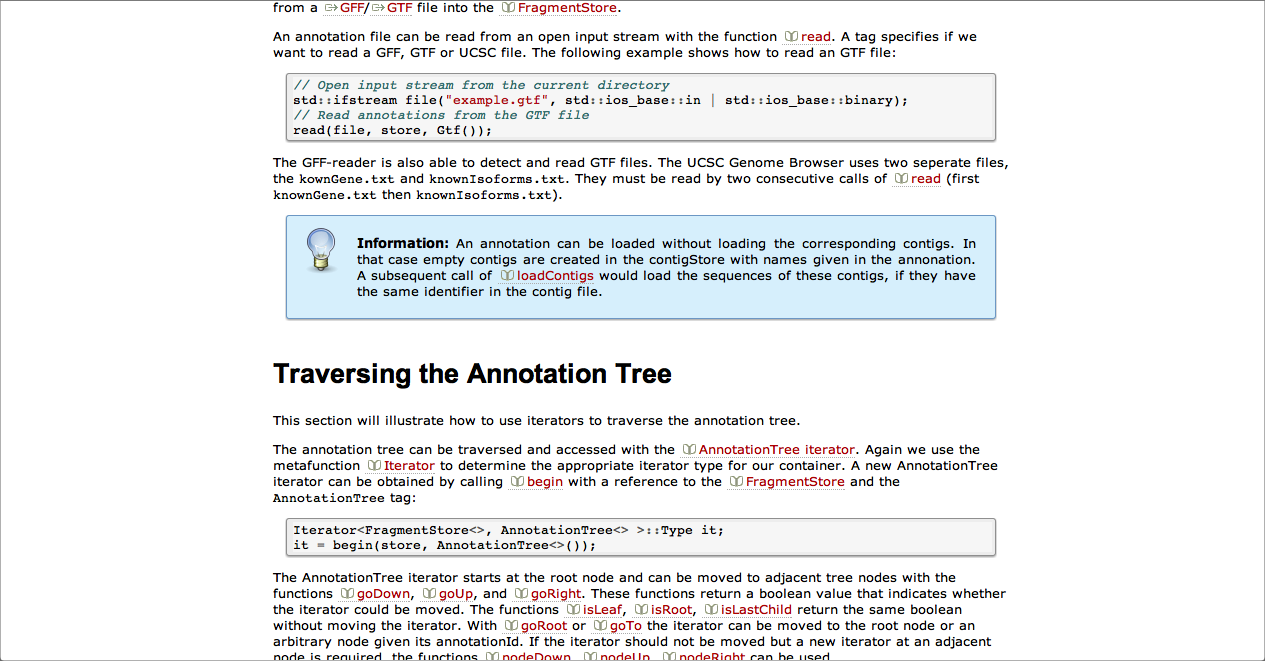 from a GFF/GTF file into the FragmentStore.
An annotation file can be read from an open input stream with the function read. A tag specifies if we
want to read a GFF, GTF or UCSC file. The following example shows how to read an GTF file:
// Open input stream from the current directory
std::ifstream file("example.gtf", std::ios_base::in | std::ios_base::binary);
// Read annotations from the GTF file
read(file, store, Gtf());
The GFF-reader is also able to detect and read GTF files. The UCSC Genome Browser uses two seperate files,
the kownGene.txt and knownIsoforms.txt. They must be read by two consecutive calls of read (first
knownGene.txt then knownIsoforms.txt).
Information: An annotation can be loaded without loading the corresponding contigs. In
that case empty contigs are created in the contigStore with names given in the annonation.
A subsequent call of loadContigs would load the sequences of these contigs, if they have
the same identifier in the contig file.
Traversing the Annotation Tree
This section will illustrate how to use iterators to traverse the annotation tree.
The annotation tree can be traversed and accessed with the AnnotationTree iterator. Again we use the
metafunction Iterator to determine the appropriate iterator type for our container. A new AnnotationTree
iterator can be obtained by calling begin with a reference to the FragmentStore and the
AnnotationTree tag:
Iterator<FragmentStore<>, AnnotationTree<> >::Type it;
it = begin(store, AnnotationTree<>());
The AnnotationTree iterator starts at the root node and can be moved to adjacent tree nodes with the
functions goDown, goUp, and goRight. These functions return a boolean value that indicates whether
the iterator could be moved. The functions isLeaf, isRoot, isLastChild return the same boolean
without moving the iterator. With goRoot or goTo the iterator can be moved to the root node or an
arbitrary node given its annotationId. If the iterator should not be moved but a new iterator at an adjacent
node is required, the functions nodeDown, nodeUp, nodeRight can be used.